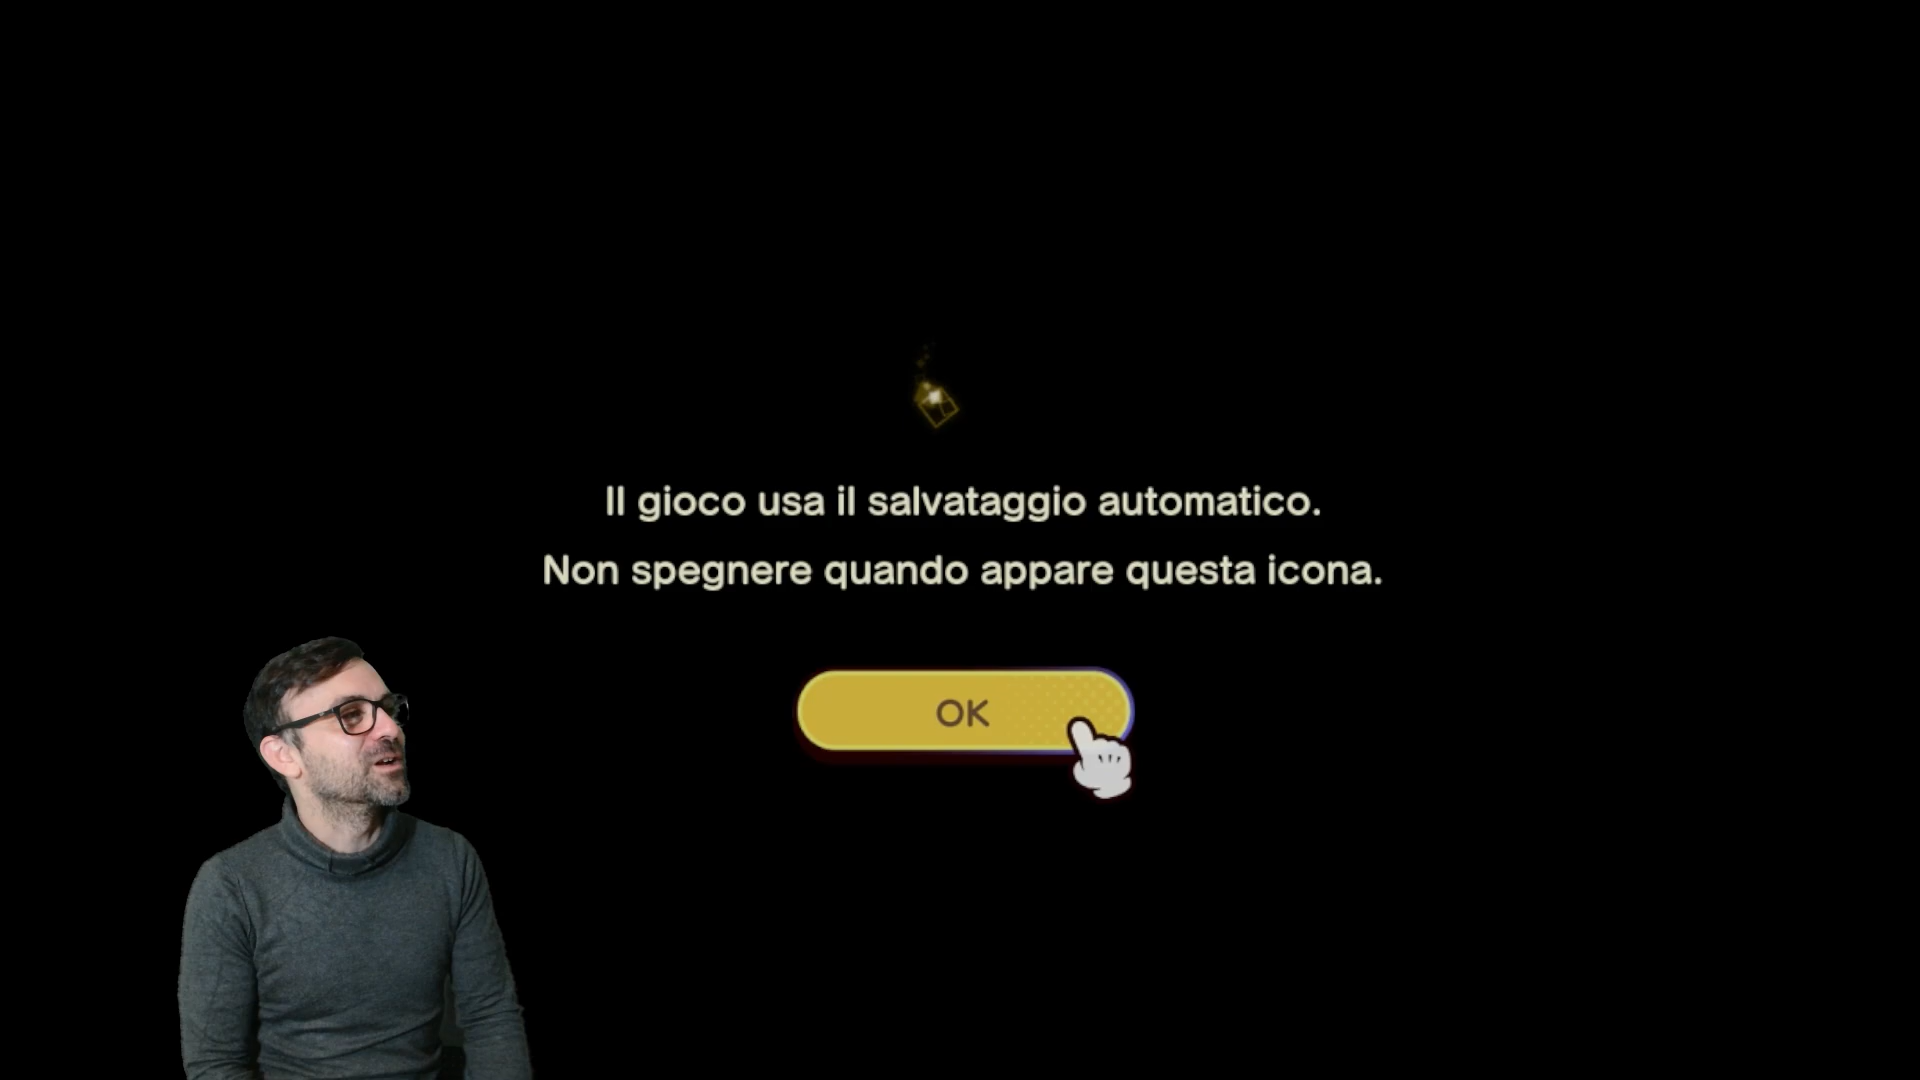 Il gioco usa il salvataggio automatico.
Non spegnere quando appare questa icona.
OK